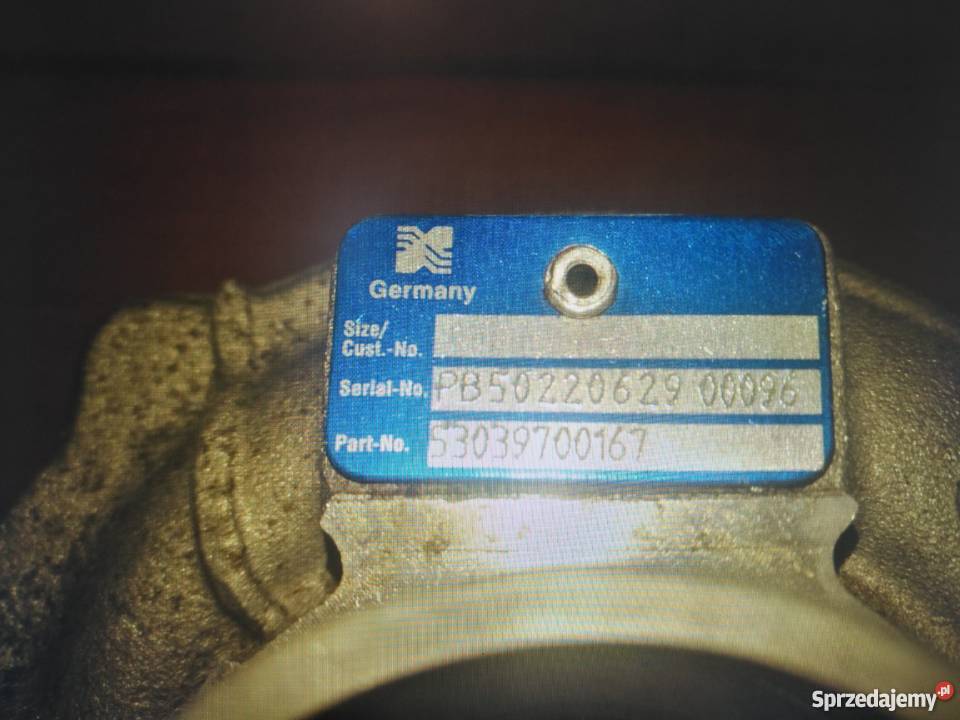 Germany
Size/
Cust.-No.
Serial-No. PB50220629 00096
Part-No. 53039700167
Sprzedajemy.pl